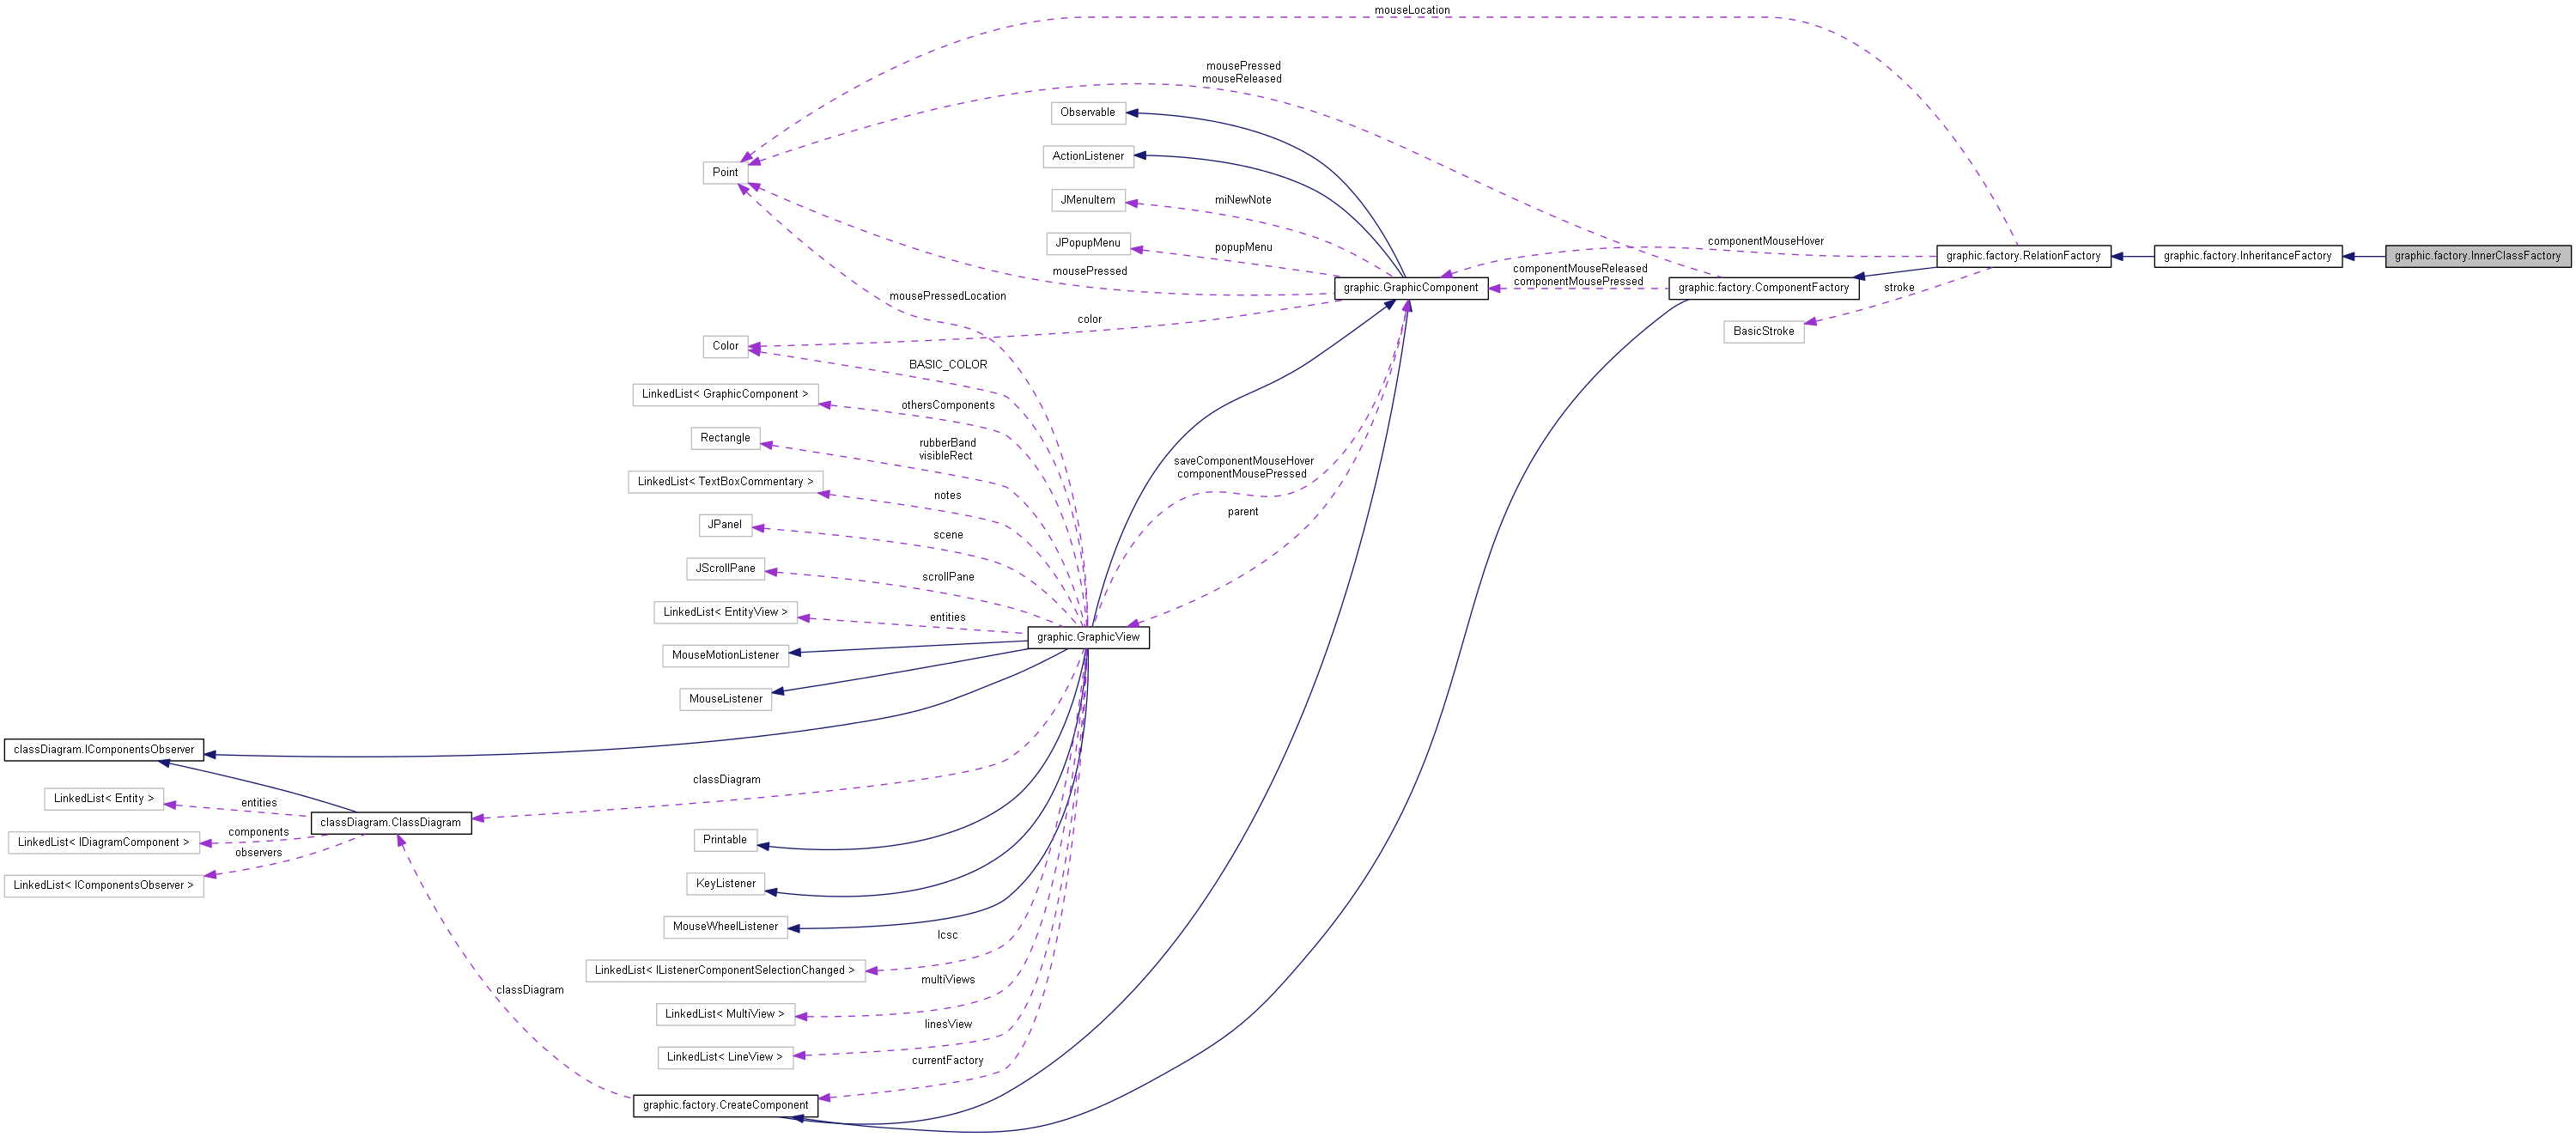 mouseLocation
mousePressed
mouseReleased
Observable
ActionListener
Point
JMenuItem
miNewNote
JPopupMenu
popupMenu
componentMouseHover
graphic.factory.RelationFactory
graphic.factory.InheritanceFactory
graphic.factory.InnerClassFactory
mousePressed
componentMouseReleased
componentMousePressed
graphic.GraphicComponent
graphic.factory.ComponentFactory
stroke
mousePressedLocation
color
BasicStroke
Color
BASIC_COLOR
LinkedList< GraphicComponent >
othersComponents
Rectangle
rubberBand
visibleRect
saveComponentMouseHover
componentMousePressed
LinkedList< TextBoxCommentary >
notes
parent
JPanel
scene
JScrollPane
scrollPane
LinkedList< EntityView >
entities
graphic.GraphicView
MouseMotionListener
MouseListener
classDiagram.IComponentsObserver
classDiagram
LinkedList< Entity >
entities
classDiagram.ClassDiagram
LinkedList< IDiagramComponent >
components
observers
LinkedList< IComponentsObserver >
Printable
KeyListener
MouseWheelListener
lcsc
LinkedList< IListenerComponentSelectionChanged >
multiViews
classDiagram
LinkedList< MultiView >
linesView
LinkedList< LineView >
currentFactory
graphic.factory.CreateComponent